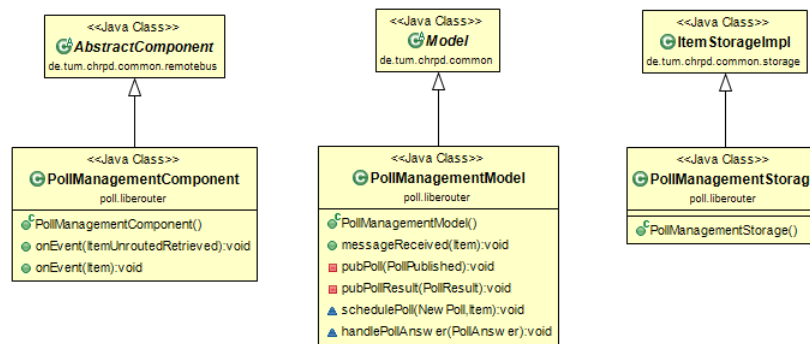 <<Java Class>>
AbstractComponent
de.tum.chrpd.common.remotebus
<<Java Class>>
Model
de.tum.chrpd.common
<<Java Class>>
ItemStorageImpl
de.tum.chrpd.common.storage
<<Java Class>>
PollManagementComponent
poll.liberouter
PollManagementComponent()
onEvent(ItemUnroutedRetrieved):void
onEvent(Item):void
<<Java Class>>
PollManagementModel
poll.liberouter
PollManagementModel()
messageReceived(Item):void
pubPoll(PollPublished):void
pubPollResult(PollResult):void
schedulePoll(NewPoll,Item):void
handlePollAnswer(PollAnswer):void
<<Java Class>>
PollManagementStorag
poll.liberouter
PollManagementStorage()